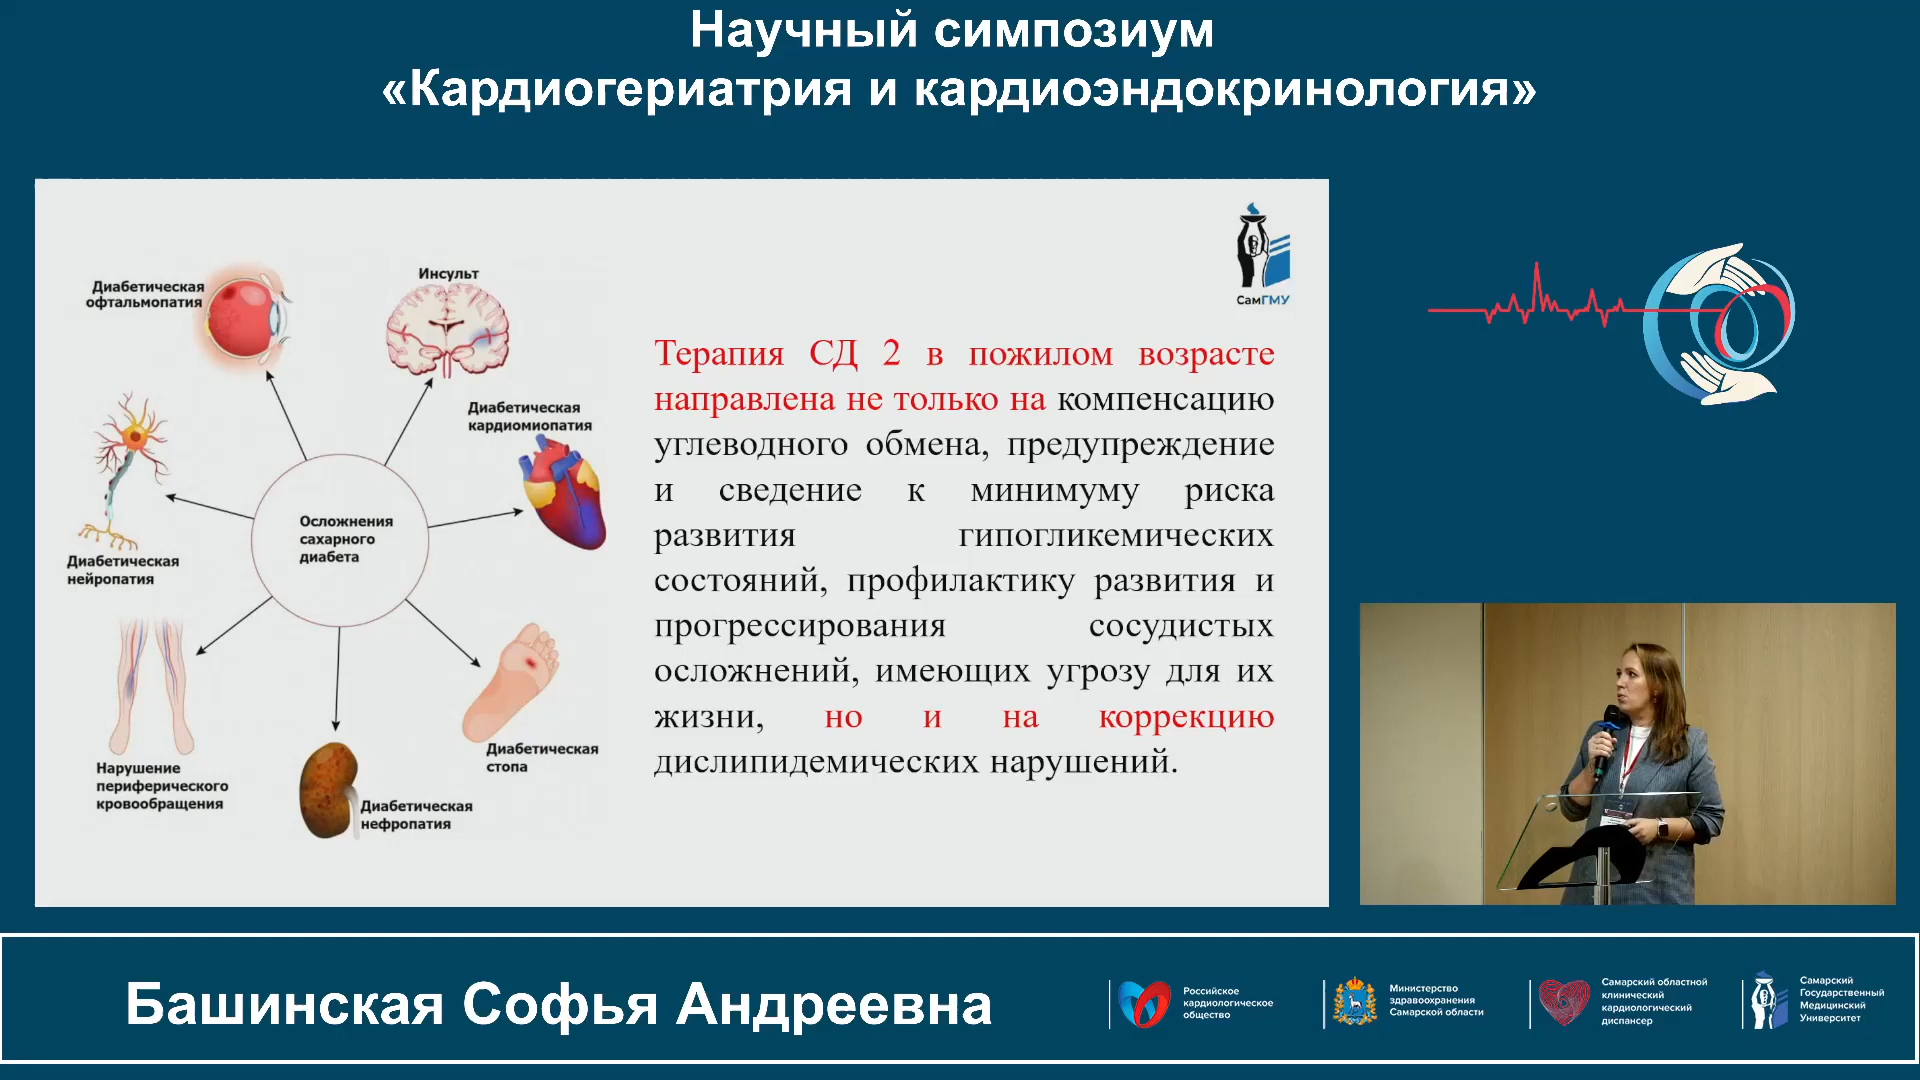 Научный симпозиум
«Кардиогериатрия и кардиоэндокринология»
СамГМУ
Диабетическая
офтальмопатия
Инсульт
Диабетическая
кардиомиопатия
Осложнения
сахарного
диабета
Диабетическая
нейропатия
Нарушение
периферического
кровообращения
Диабетическая
стопа
Диабетическая
нефропатия
Терапия СД 2 в пожилом возрасте
направлена не только на компенсацию
углеводного обмена, предупреждение
и сведение к минимуму риска
развития гипогликемических
состояний, профилактику развития и
прогрессирования сосудистых
осложнений, имеющих угрозу для их
жизни, но и на коррекцию
дислипидемических нарушений.
Башинская Софья Андреевна
Российское
кардиологическое
общество
Министерство
здравоохранения
Самарской области
Самарский областной
клинический
кардиологический
диспансер
Самарский
Государственный
Медицинский
Университет